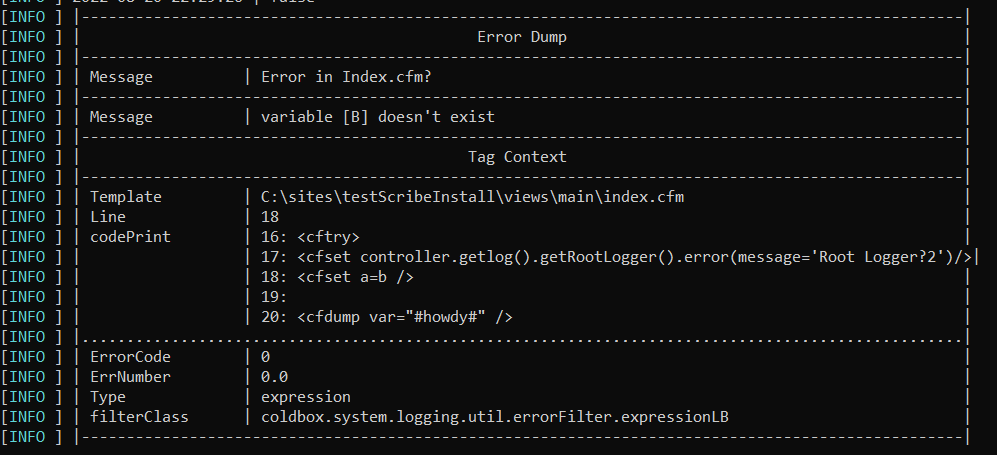 [INFO ] |--------------------------------------------------------------------------------------------------|
[INFO ] | Error Dump |
[INFO ] |--------------------------------------------------------------------------------------------------|
[INFO ] | Message | Error in Index.cfm? |
[INFO ] |--------------------------------------------------------------------------------------------------|
[INFO ] | Message | variable [B] doesn't exist |
[INFO ] |--------------------------------------------------------------------------------------------------|
[INFO ] | Tag Context |
[INFO ] |--------------------------------------------------------------------------------------------------|
[INFO ] | Template | C:\sites\testScribeInstall\views\main\index.cfm |
[INFO ] | Line | 18 |
[INFO ] | codePrint | 16: <cftry> |
[INFO ] | | 17: <cfset controller.getlog().getRootLogger().error(message='Root Logger?2')/>|
[INFO ] | | 18: <cfset a=b /> |
[INFO ] | | 19: |
[INFO ] | | 20: <cfdump var="#howdy#" /> |
[INFO ] |..................................................................................................|
[INFO ] | ErrorCode | 0 |
[INFO ] | ErrNumber | 0.0 |
[INFO ] | Type | expression |
[INFO ] | filterClass | coldbox.system.logging.util.errorFilter.expressionLB |
[INFO ] |--------------------------------------------------------------------------------------------------|